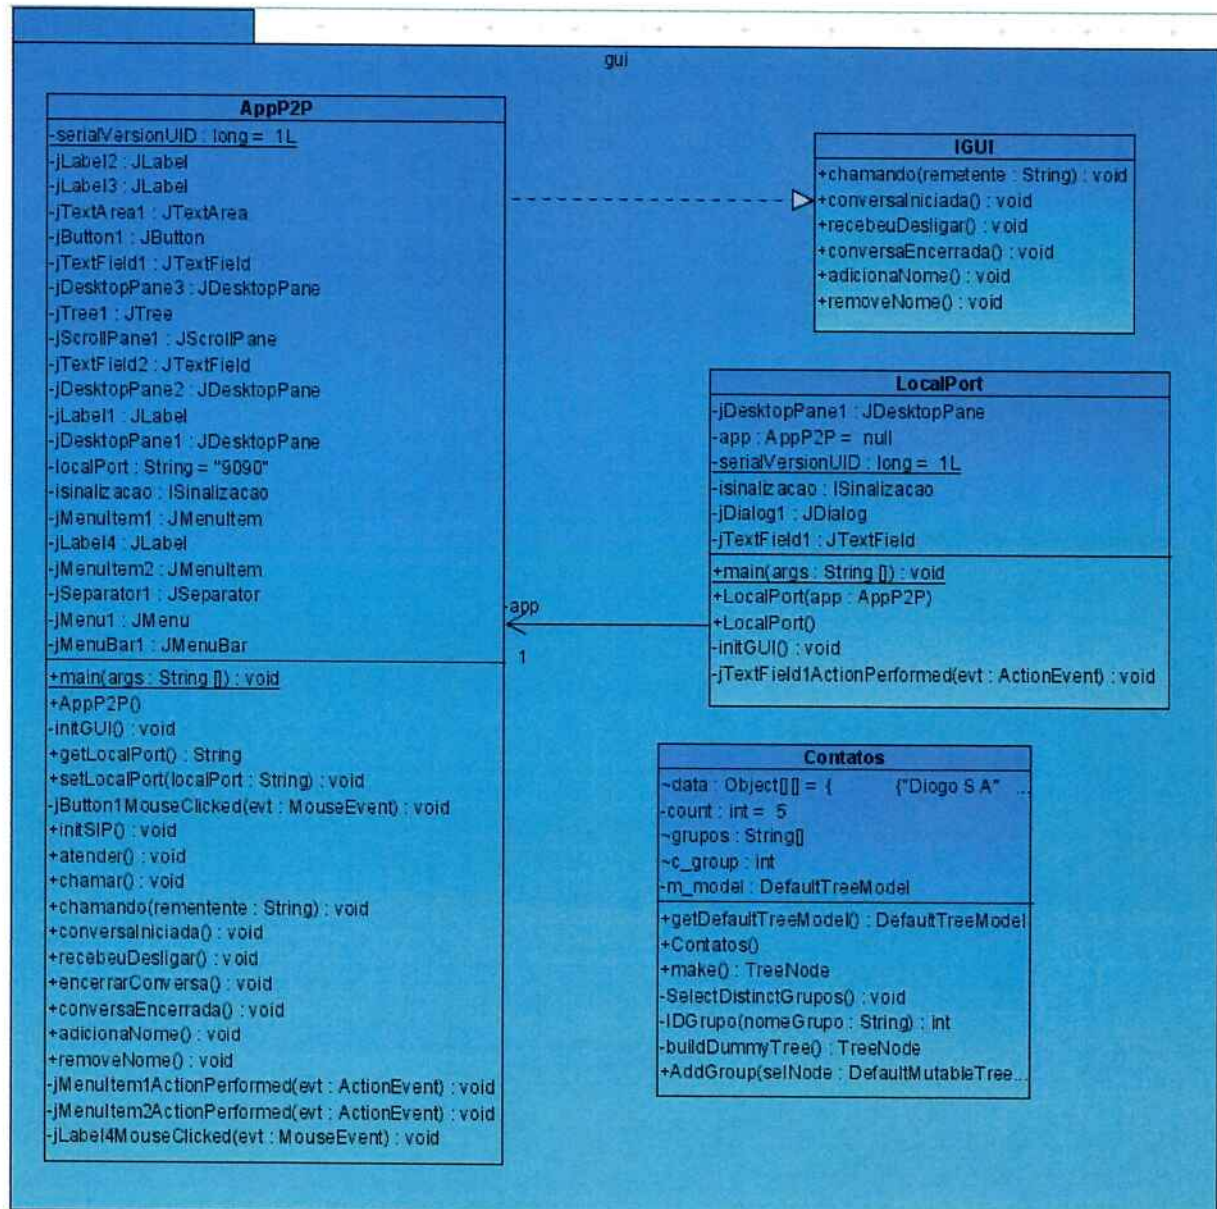 gui
AppP2P
-serialVersionUID : long = 1L
-jLabel2 : JLabel
-jLabel3 : JLabel
-jTextArea1 : JTextArea
-jButton1 : JButton
-jTextField1 : JTextField
-jDesktopPane3 : JDesktopPane
-jTree1 : JTree
-jScrollPane1 : JScrollPane
-jTextField2 : JTextField
-jDesktopPane2 : JDesktopPane
-jLabel1 : JLabel
-jDesktopPane1 : JDesktopPane
-localPort : String = "9090"
-isinalizacao : ISinalizacao
-jMenuItem1 : JMenuItem
-jLabel4 : JLabel
-jMenuItem2 : JMenuItem
-jSeparator1 : JSeparator
-jMenu1 : JMenu
-jMenuBar1 : JMenuBar
+main(args : String []) : void
+AppP2P()
-initGUI() : void
+getLocalPort() : String
+setLocalPort(localPort : String) : void
-jButton1MouseClicked(evt : MouseEvent) : void
+initSIP() : void
+atender() : void
+chamar() : void
+chamando(rementente : String) : void
+conversaIniciada() : void
+recebeuDesligar() : void
+encerrarConversa() : void
+conversaEncerrada() : void
+adicionaNome() : void
+removeNome() : void
-jMenuItem1ActionPerformed(evt : ActionEvent) : void
-jMenuItem2ActionPerformed(evt : ActionEvent) : void
-jLabel4MouseClicked(evt : MouseEvent) : void
IGUI
+chamando(remetente : String) : void
+conversaIniciada() : void
+recebeuDesligar() : void
+conversaEncerrada() : void
+adicionaNome() : void
+removeNome() : void
LocalPort
-jDesktopPane1 : JDesktopPane
-app : AppP2P = null
-serialVersionUID : long = 1L
-isinalizacao : ISinalizacao
-jDialog1 : JDialog
-jTextField1 : JTextField
+main(args : String []) : void
+LocalPort(app : AppP2P)
+LocalPort()
-initGUI() : void
-jTextField1ActionPerformed(evt : ActionEvent) : void
-app
1
Contatos
~data : Object[][] = { {"Diogo S A" ...
-count : int = 5
~grupos : String[]
~c_group : int
-m_model : DefaultTreeModel
+getDefaultTreeModel() : DefaultTreeModel
+Contatos()
+make() : TreeNode
-SelectDistinctGrupos() : void
-IDGrupo(nomeGrupo : String) : int
-buildDummyTree() : TreeNode
+AddGroup(selNode : DefaultMutableTree...